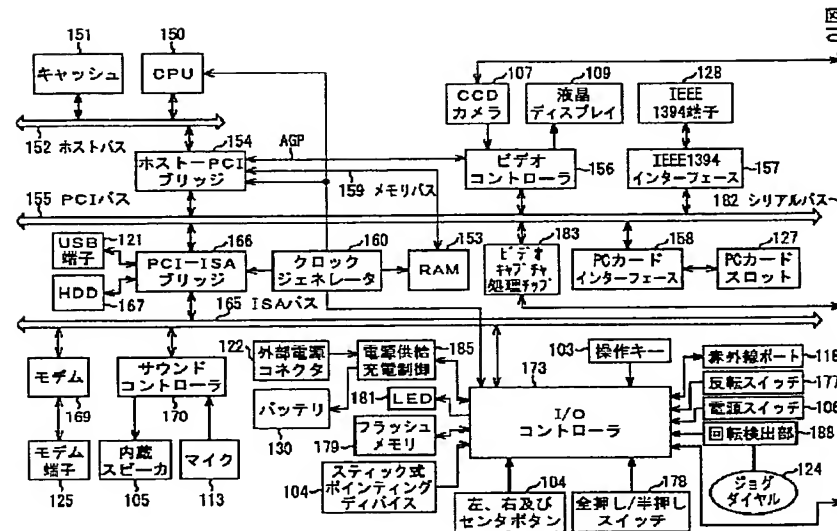 図
10
151
150
キャッシュ
CPU
107
109
128
CCD
カメラ
液晶
ディスプレイ
IEEE
1394端子
152 ホストバス
154
AGP
ホスト－PCI
ブリッジ
159 メモリバス
ビデオ
コントローラ
156
IEEE1394
インターフェース
157
155 PCIバス
182 シリアルバス
USB
端子
121
166
160
153
183
158
127
PCI－ISA
ブリッジ
クロック
ジェネレータ
RAM
ビデオ
キャプチャ
処理チップ
PCカード
インターフェース
PCカード
スロット
HDD
167
165 ISAバス
122
外部電源
コネクタ
電源供給
充電制御
185
103
操作キー
赤外線ポート
118
モデム
169
サウンド
コントローラ
170
173
反転スイッチ
177
181
LED
I/O
コントローラ
電源スイッチ
バッテリ
130
フラッシュ
メモリ
179
回転検出部
188
モデム
端子
125
内蔵
スピーカ
105
マイク
113
スティック式
ポインティング
ディバイス
104
104
左、右及び
センタボタン
178
全押し/半押し
スイッチ
124
ジョグ
ダイヤル